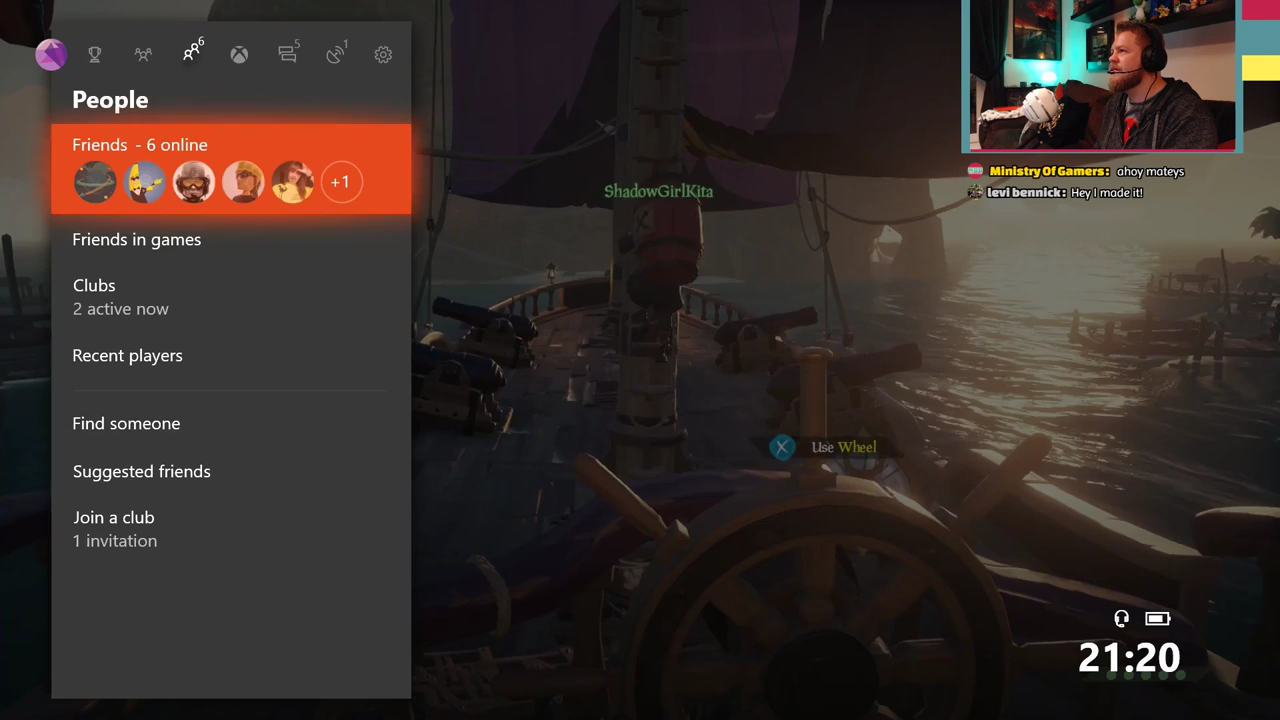 6
5
1
People
Friends - 6 online
+1
Friends in games
Clubs
2 active now
Recent players
Find someone
Suggested friends
Join a club
1 invitation
ShadowGirlKita
X Use Wheel
Ministry Of Gamers: ahoy mateys
levi bennick: Hey I made it!
21:20